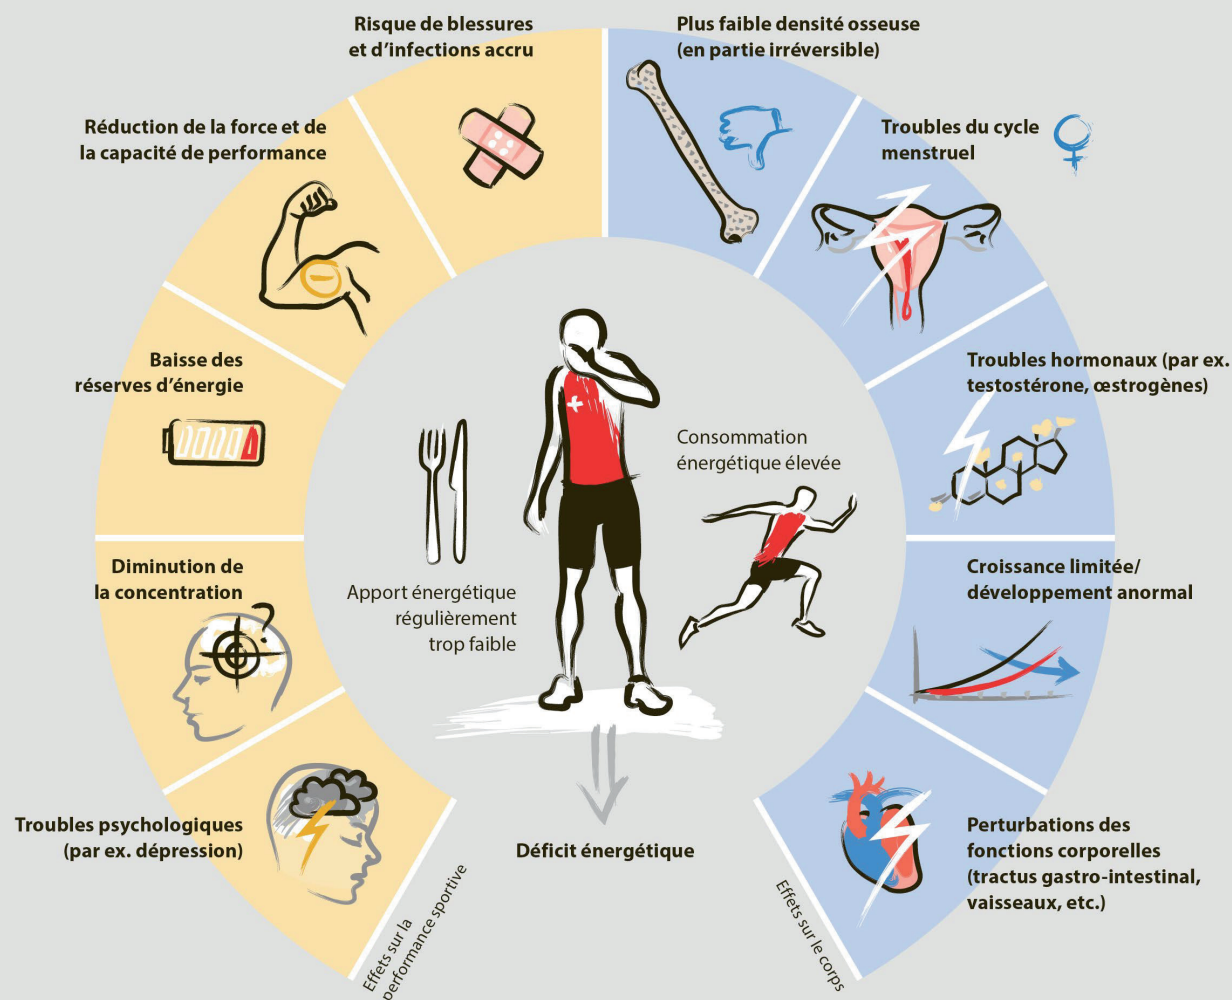 Risque de blessures
et d’infections accru
Plus faible densité osseuse
(en partie irréversible)
Réduction de la force et de
la capacité de performance
Troubles du cycle
menstruel
Baisse des
réserves d’énergie
Troubles hormonaux (par ex.
testostérone, œstrogènes)
Consommation
énergétique élevée
Apport énergétique
régulièrement
trop faible
Diminution de
la concentration
?
Croissance limitée/
développement anormal
Troubles psychologiques
(par ex. dépression)
Déficit énergétique
Perturbations des
fonctions corporelles
(tractus gastro-intestinal,
vaisseaux, etc.)
Effets sur la
performance sportive
Effets sur le corps